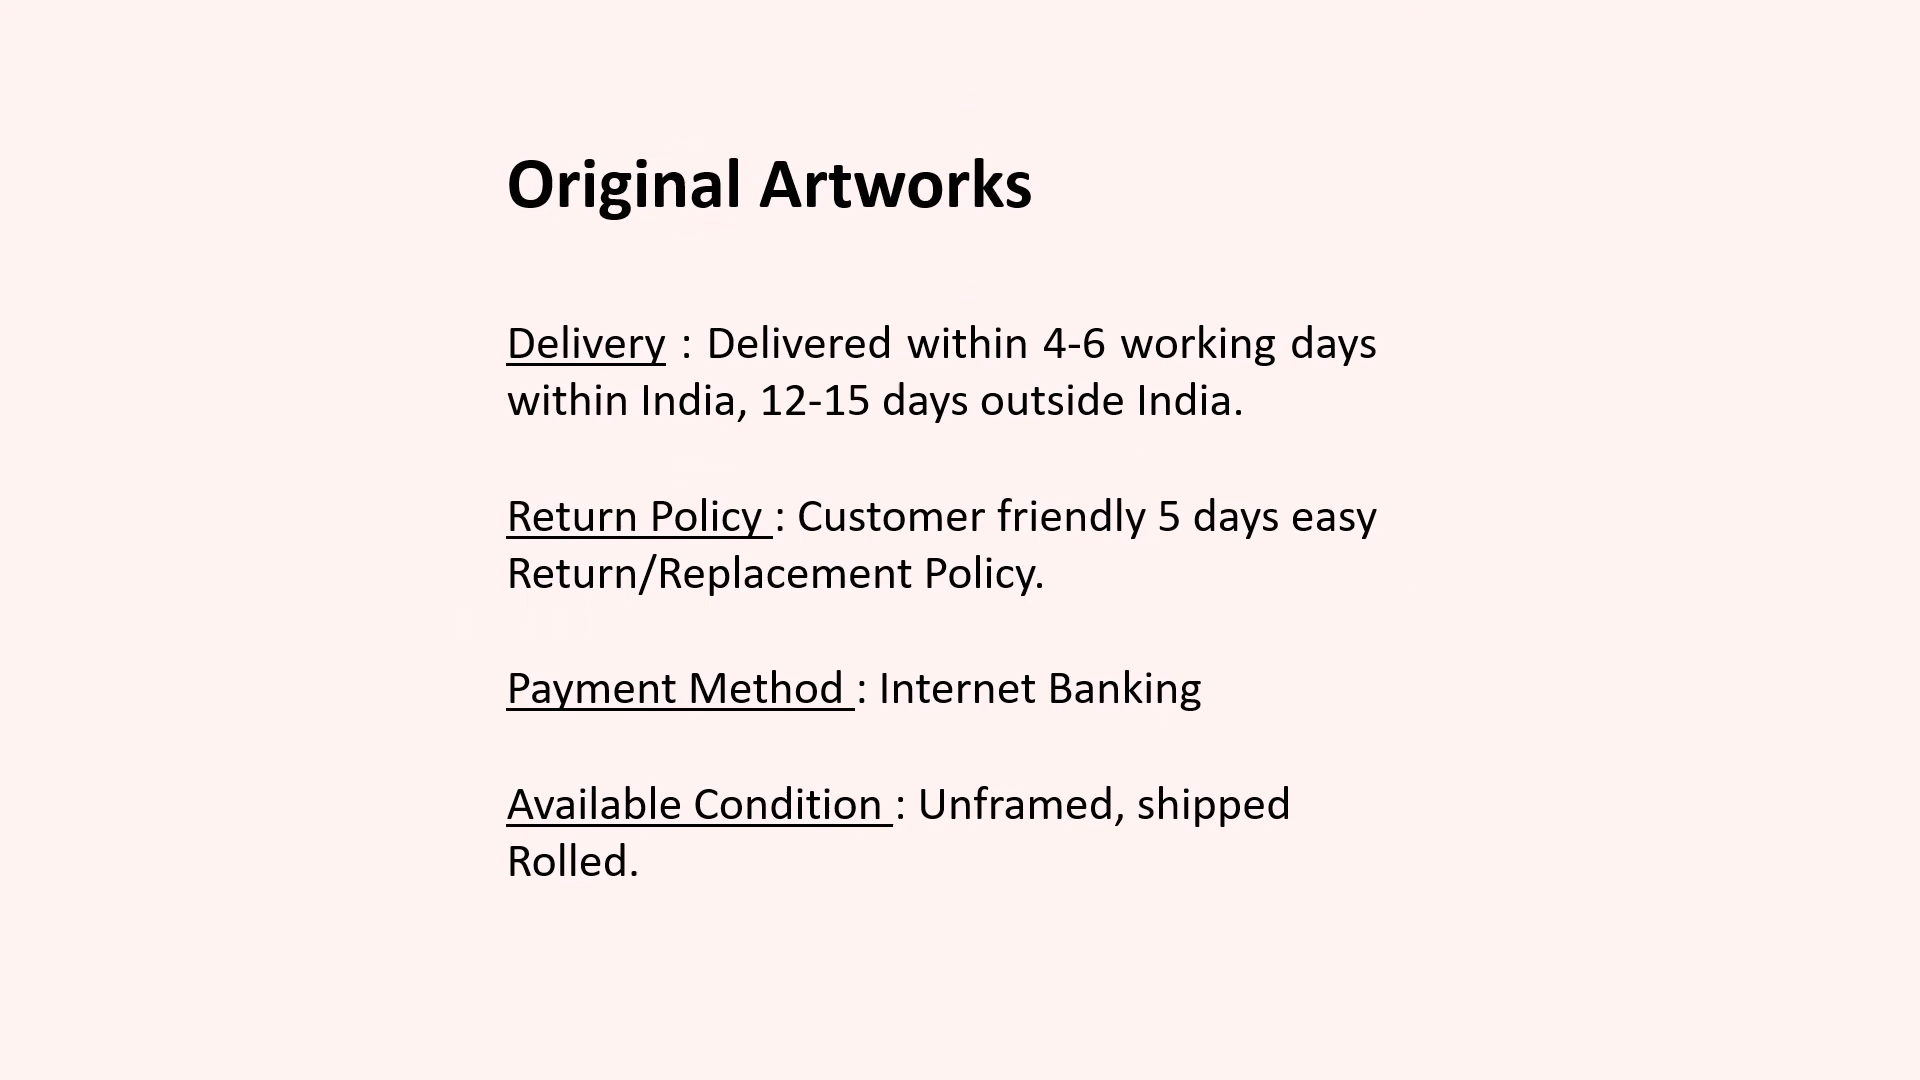 Original Artworks
Delivery : Delivered within 4-6 working days
within India, 12-15 days outside India.
Return Policy : Customer friendly 5 days easy
Return/Replacement Policy.
Payment Method : Internet Banking
Available Condition : Unframed, shipped
Rolled.